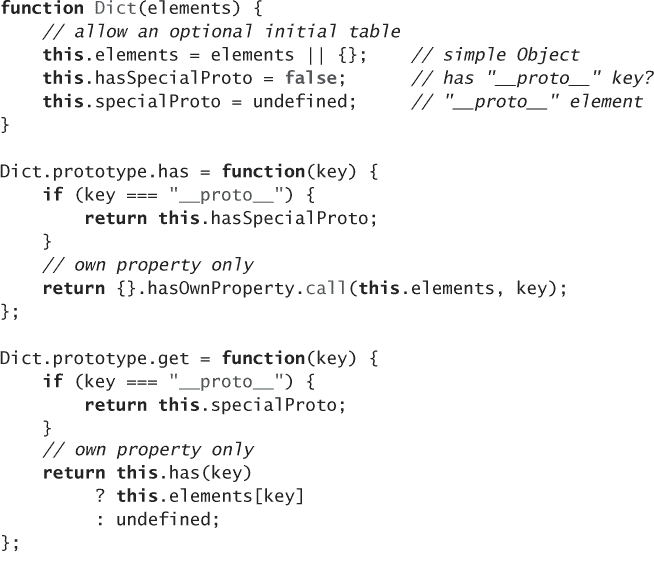 function Dict(elements) {
    // allow an optional initial table
    this.elements = elements || {};    // simple Object
    this.hasSpecialProto = false;      // has "__proto__" key?
    this.specialProto = undefined;     // "__proto__" element
}

Dict.prototype.has = function(key) {
    if (key === "__proto__") {
        return this.hasSpecialProto;
    }
    // own property only
    return {}.hasOwnProperty.call(this.elements, key);
};

Dict.prototype.get = function(key) {
    if (key === "__proto__") {
        return this.specialProto;
    }
    // own property only
    return this.has(key)
         ? this.elements[key]
         : undefined;
};